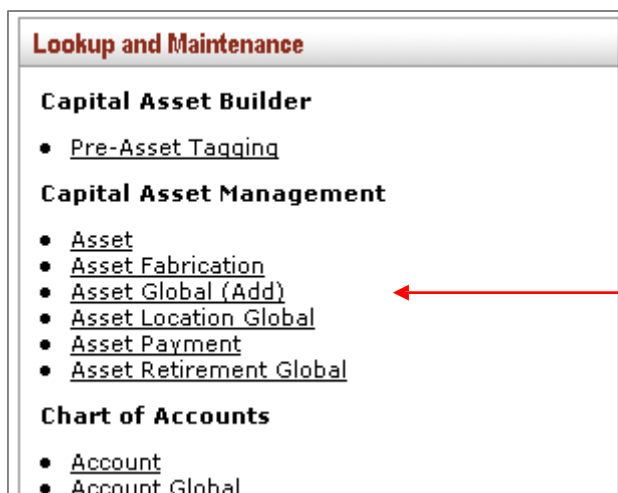 Lookup and Maintenance
Capital Asset Builder
Pre-Asset Tagging
Capital Asset Management
Asset
Asset Fabrication
Asset Global (Add)
Asset Location Global
Asset Payment
Asset Retirement Global
Chart of Accounts
Account
Account Global